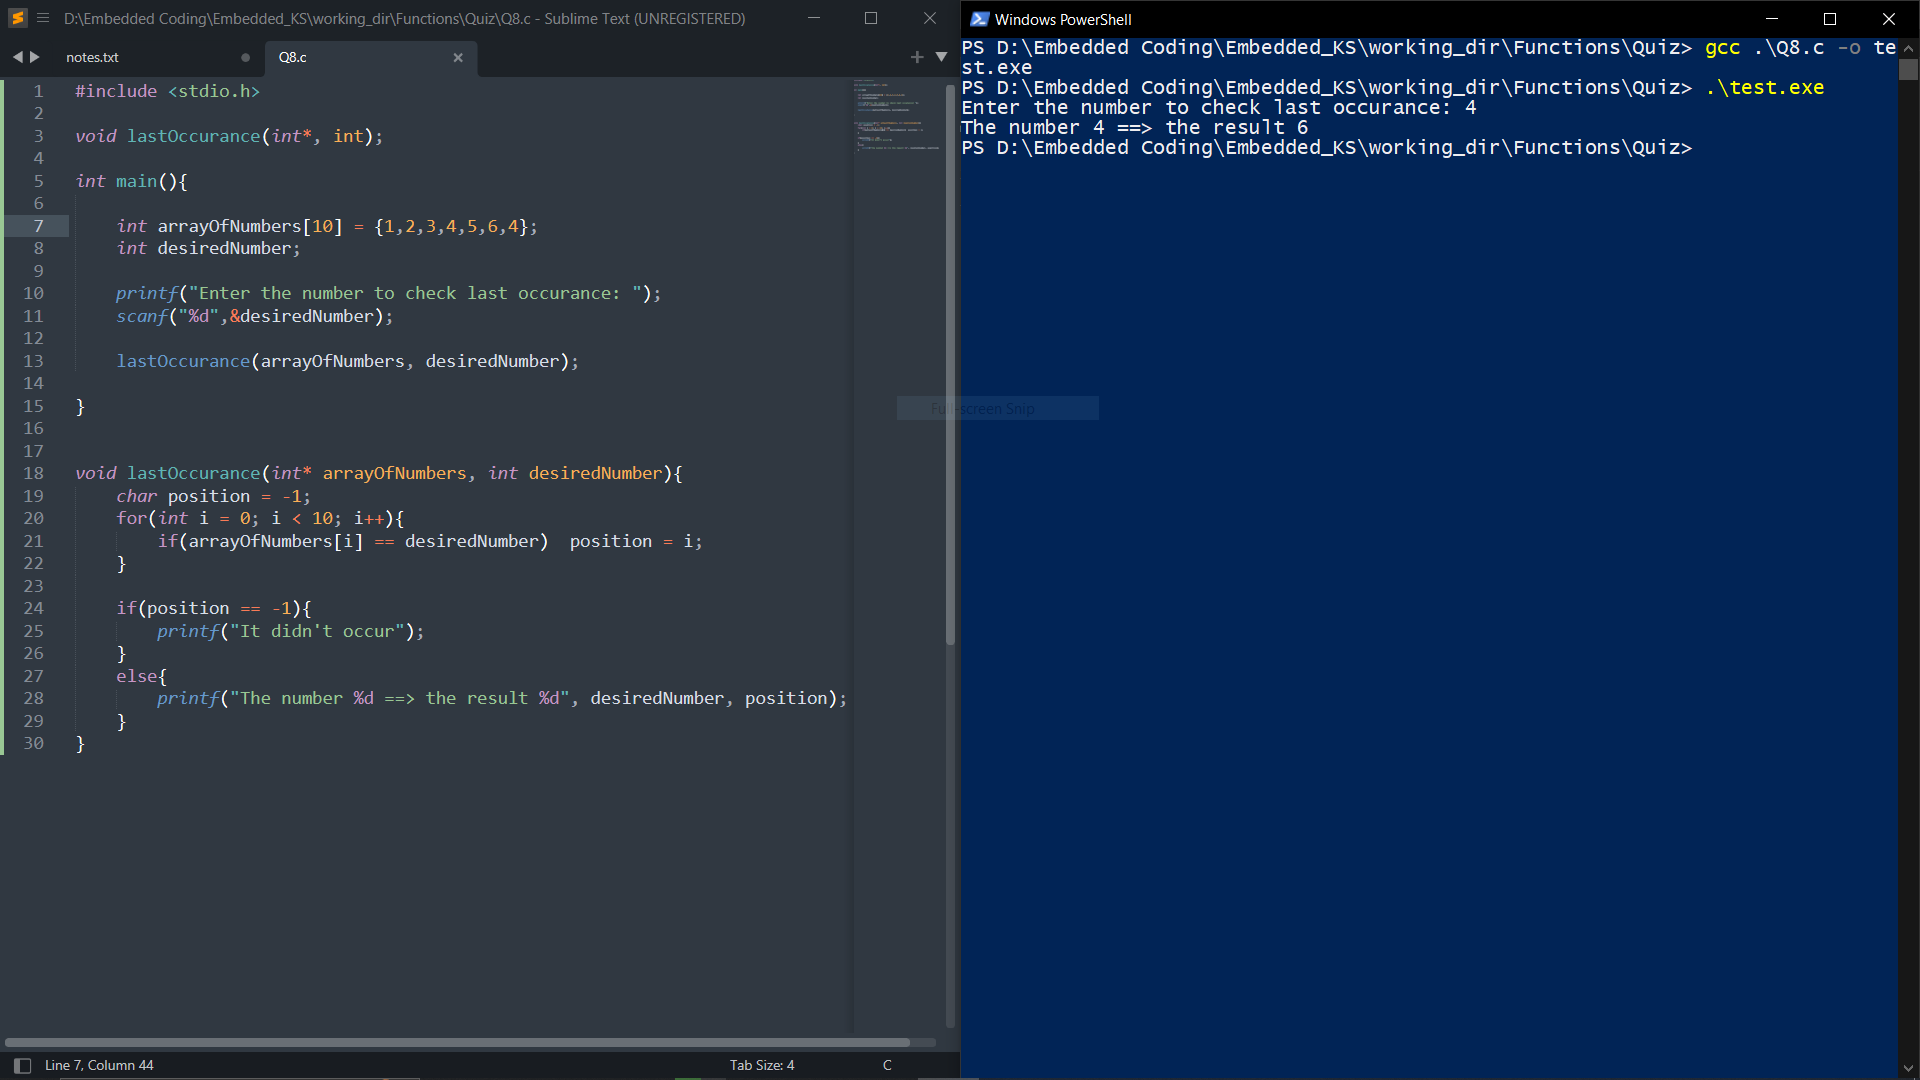 D:\Embedded Coding\Embedded_KS\working_dir\Functions\Quiz\Q8.c - Sublime Text (UNREGISTERED)
notes.txt
Q8.c
1 #include <stdio.h>
2
3 void lastOccurance(int*, int);
4
5 int main(){
6
7 int arrayOfNumbers[10] = {1,2,3,4,5,6,4};
8 int desiredNumber;
9
10 printf("Enter the number to check last occurance: ");
11 scanf("%d",&desiredNumber);
12
13 lastOccurance(arrayOfNumbers, desiredNumber);
14
15 }
16
17
18 void lastOccurance(int* arrayOfNumbers, int desiredNumber){
19 char position = -1;
20 for(int i = 0; i < 10; i++){
21 if(arrayOfNumbers[i] == desiredNumber)  position = i;
22 }
23
24 if(position == -1){
25 printf("It didn't occur");
26 }
27 else{
28 printf("The number %d ==> the result %d", desiredNumber, position);
29 }
30 }
Line 7, Column 44
Tab Size: 4
C
Windows PowerShell
PS D:\Embedded Coding\Embedded_KS\working_dir\Functions\Quiz> gcc .\Q8.c -o te
st.exe
PS D:\Embedded Coding\Embedded_KS\working_dir\Functions\Quiz> .\test.exe
Enter the number to check last occurance: 4
The number 4 ==> the result 6
PS D:\Embedded Coding\Embedded_KS\working_dir\Functions\Quiz>
Full-screen Snip